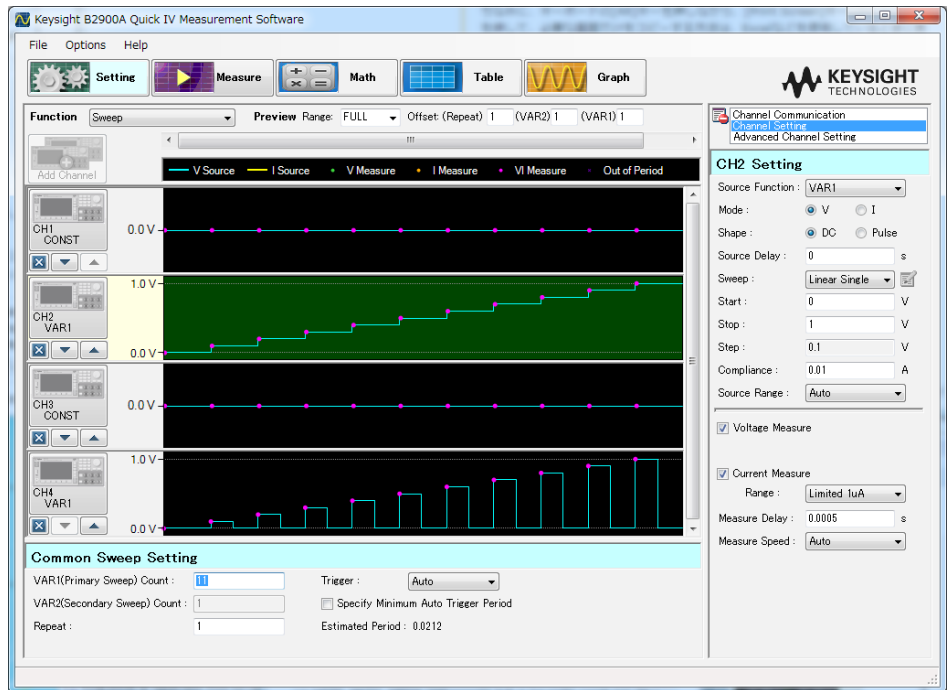 Keysight B2900A Quick IV Measurement Software
File Options Help
Setting Measure Math Table Graph
KEYSIGHT
TECHNOLOGIES
Function Sweep Preview Range: FULL Offset: (Repeat) 1 (VAR2) 1 (VAR1) 1
Add Channel
V Source I Source V Measure I Measure VI Measure Out of Period
CH1
CONST
0.0 V
CH2
VAR1
1.0 V
0.0 V
CH3
CONST
0.0 V
CH4
VAR1
1.0 V
0.0 V
Common Sweep Setting
VAR1(Primary Sweep) Count : 11 Trigger : Auto
VAR2(Secondary Sweep) Count : 1 Specify Minimum Auto Trigger Period
Repeat : 1 Estimated Period : 0.0212
Channel Communication
Channel Setting
Advanced Channel Setting
CH2 Setting
Source Function : VAR1
Mode : V I
Shape : DC Pulse
Source Delay : 0 s
Sweep : Linear Single
Start : 0 V
Stop : 1 V
Step : 0.1 V
Compliance : 0.01 A
Source Range : Auto
Voltage Measure
Current Measure
Range : Limited 1uA
Measure Delay : 0.0005 s
Measure Speed : Auto